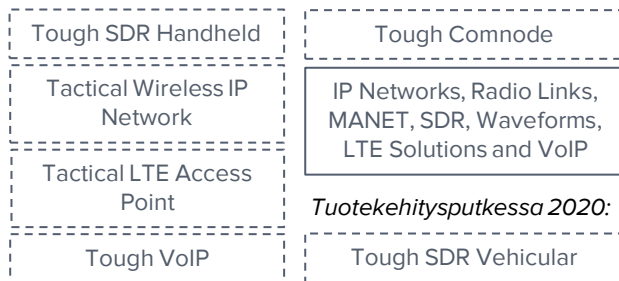 Tough SDR Handheld
Tactical Wireless IP
Network
Tactical LTE Access
Point
Tough VoIP
Tough Comnode
IP Networks, Radio Links,
MANET, SDR, Waveforms,
LTE Solutions and VoIP
Tuotekehitysputkessa 2020:
Tough SDR Vehicular